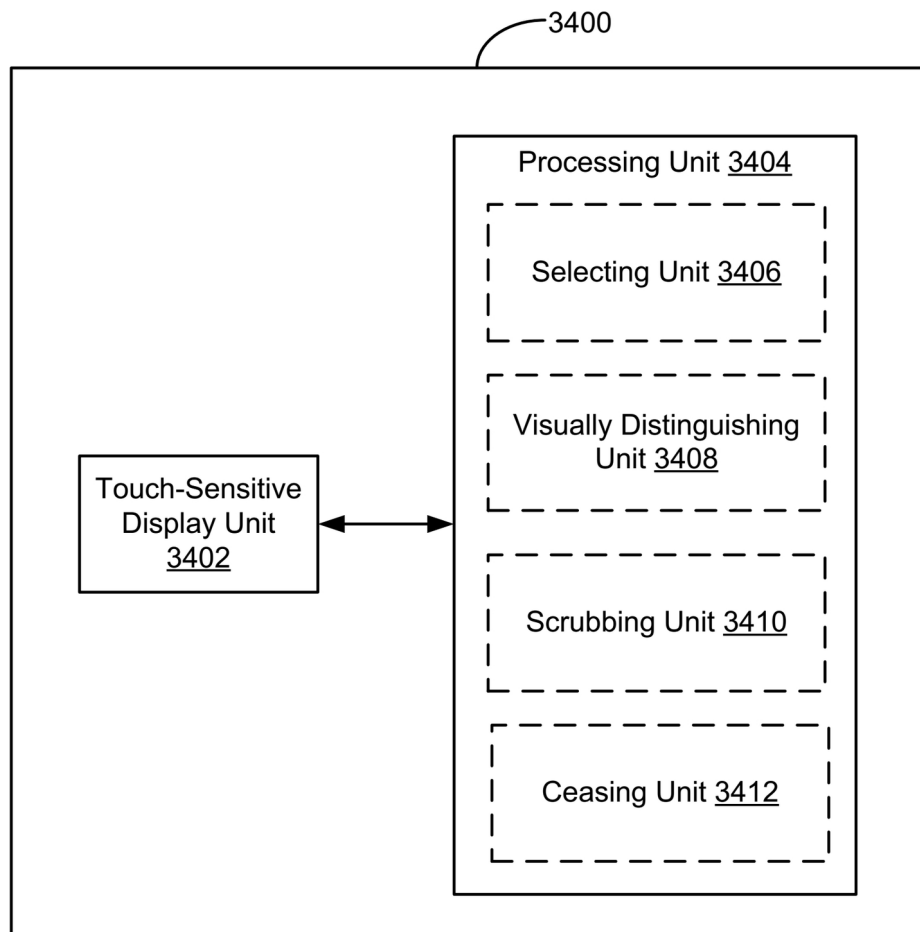 3400
Processing Unit 3404
Selecting Unit 3406
Visually Distinguishing
Unit 3408
Touch-Sensitive
Display Unit
3402
Scrubbing Unit 3410
Ceasing Unit 3412